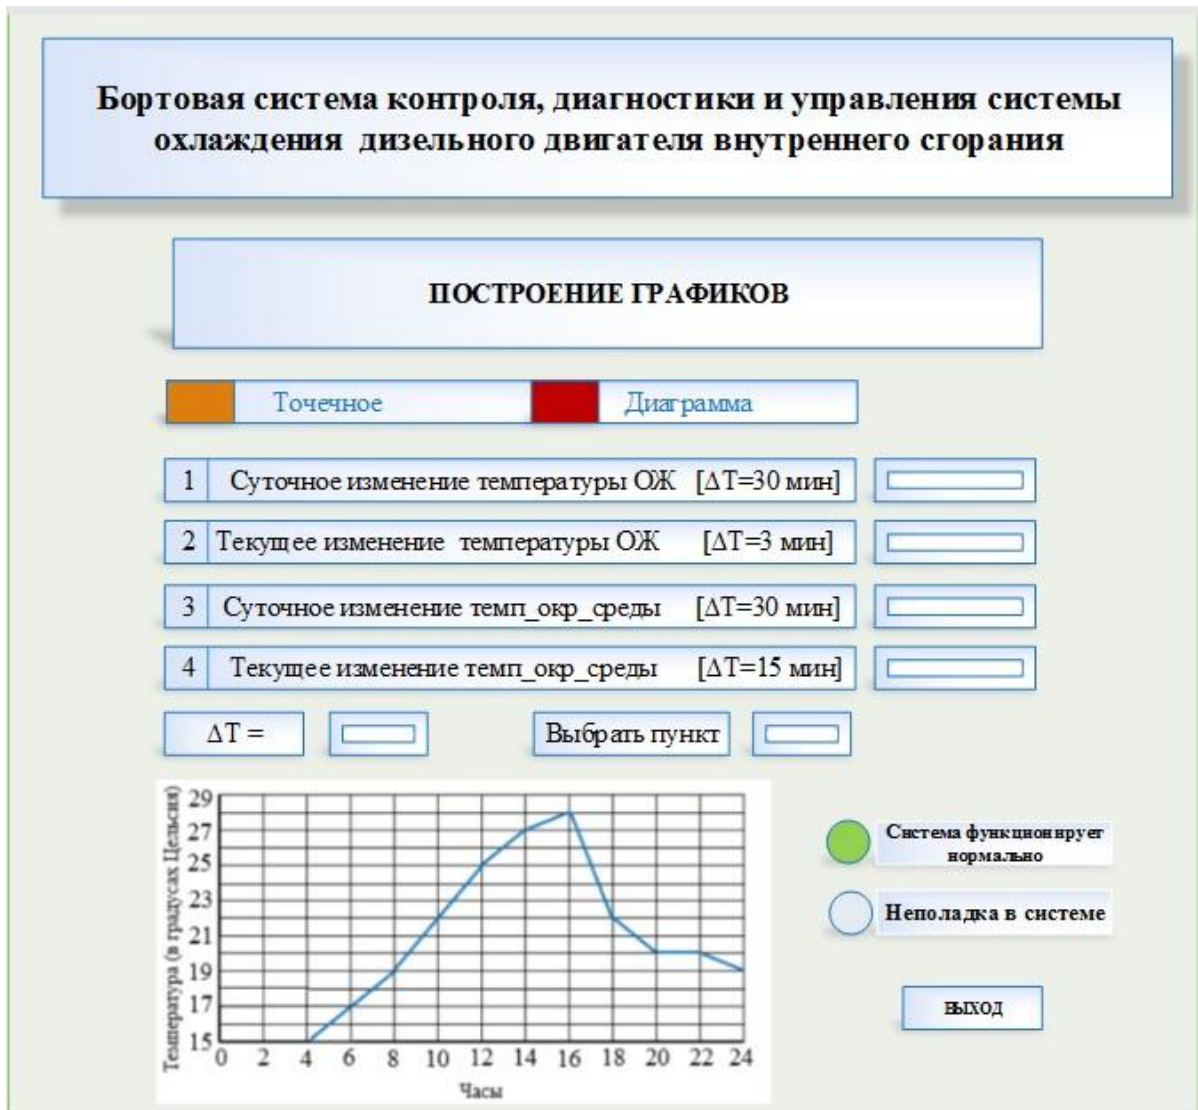 Бортовая система контроля, диагностики и управления системы
охлаждения дизельного двигателя внутреннего сгорания
ПОСТРОЕНИЕ ГРАФИКОВ
Точечное Диаграмма
1 Суточное изменение температуры ОЖ [ΔT=30 мин]
2 Текущее изменение температуры ОЖ [ΔT=3 мин]
3 Суточное изменение темп_окр_среды [ΔT=30 мин]
4 Текущее изменение темп_окр_среды [ΔT=15 мин]
ΔT = Выбрать пункт
Температура (в градусах Цельсия)
29
27
25
23
21
19
17
15
0 2 4 6 8 10 12 14 16 18 20 22 24
Часы
Система функционирует
нормально
Неполадка в системе
ВЫХОД